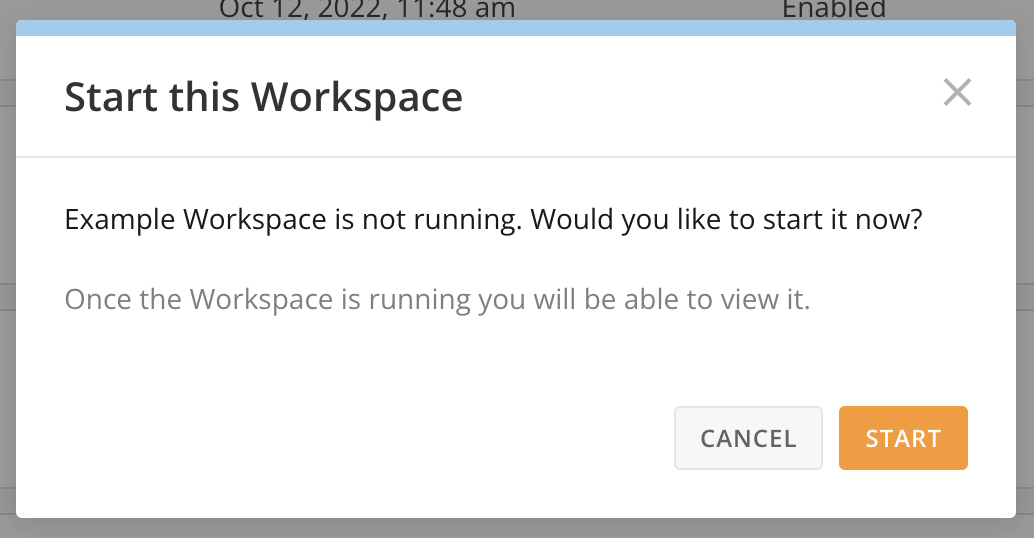 Oct 12, 2022, 11:48 am Enabled
Start this Workspace
Example Workspace is not running. Would you like to start it now?
Once the Workspace is running you will be able to view it.
CANCEL START